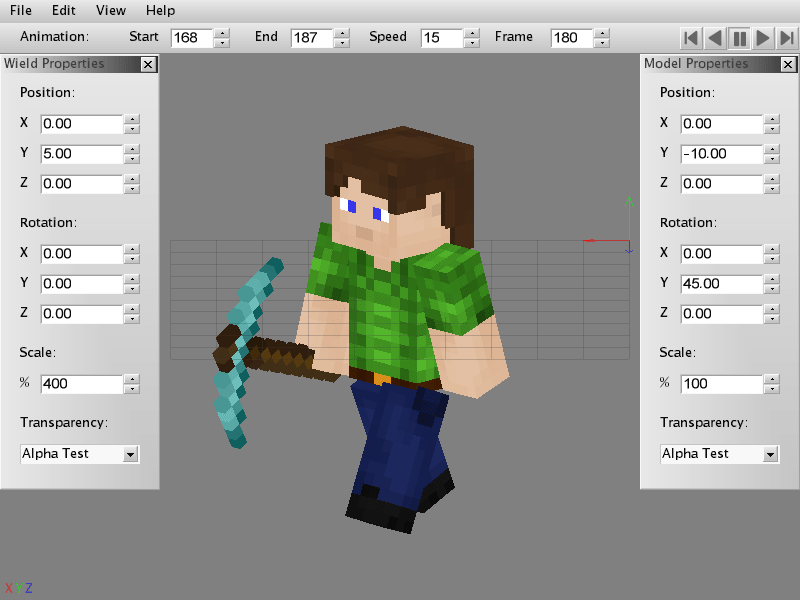 File Edit View Help
Animation: Start 168 End 187 Speed 15 Frame 180
Wield Properties
Position:
X 0.00
Y 5.00
Z 0.00
Rotation:
X 0.00
Y 0.00
Z 0.00
Scale:
% 400
Transparency:
Alpha Test
Model Properties
Position:
X 0.00
Y -10.00
Z 0.00
Rotation:
X 0.00
Y 45.00
Z 0.00
Scale:
% 100
Transparency:
Alpha Test
XYZ